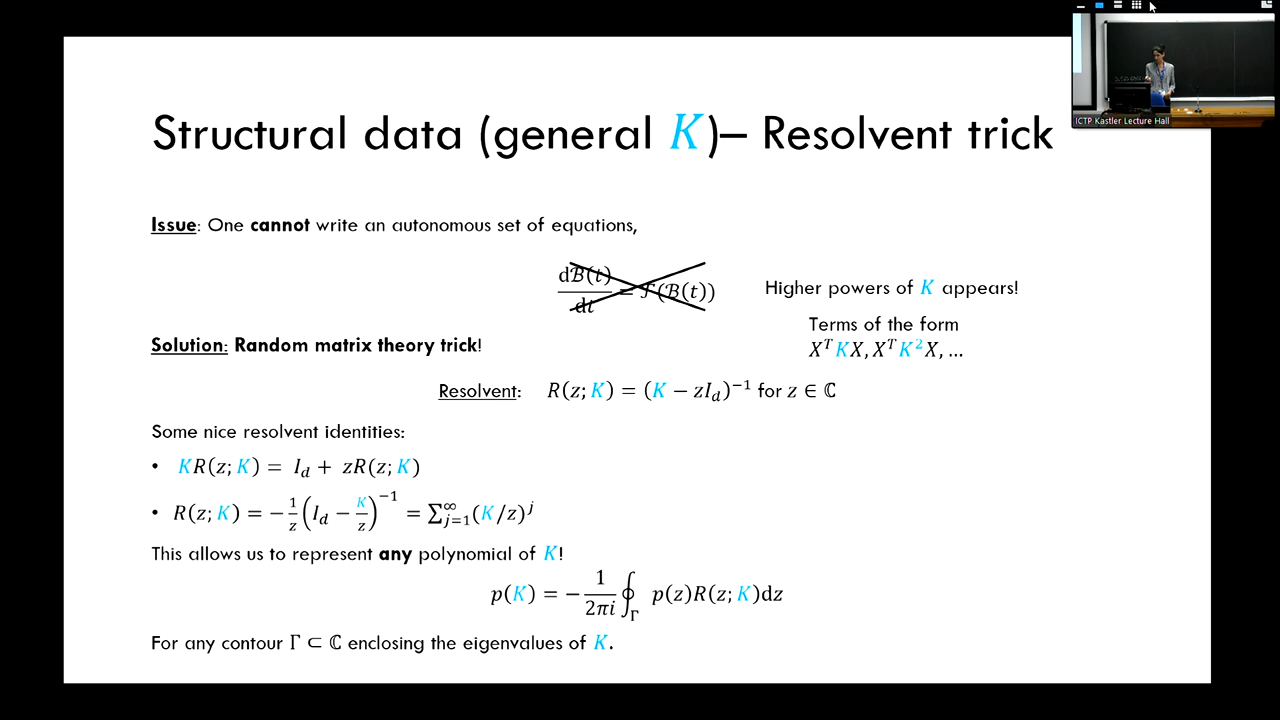 Structural data (general K)– Resolvent trick
ICTP Kastler Lecture Hall
Issue: One cannot write an autonomous set of equations,
dB(t)/dt = F(B(t))
Higher powers of K appears!
Terms of the form
XᵀKX, XᵀK²X, ...
Solution: Random matrix theory trick!
Resolvent: R(z; K) = (K − zI_d)⁻¹ for z ∈ ℂ
Some nice resolvent identities:
• KR(z; K) = I_d + zR(z; K)
• R(z; K) = −1/z (I_d − K/z)⁻¹ = ∑_{j=1}^{∞}(K/z)ʲ
This allows us to represent any polynomial of K!
p(K) = − 1/2πi ∮_Γ p(z)R(z; K)dz
For any contour Γ ⊂ ℂ enclosing the eigenvalues of K.